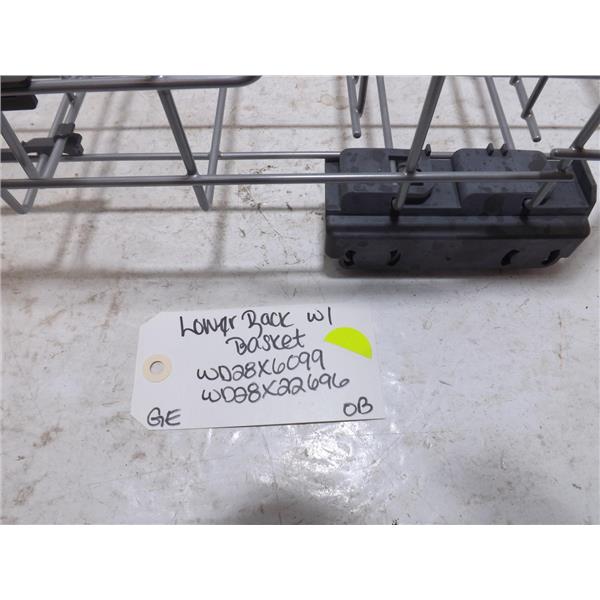 Lower Rack w/
Basket
WD28X6099
WD28X22696
GE OB